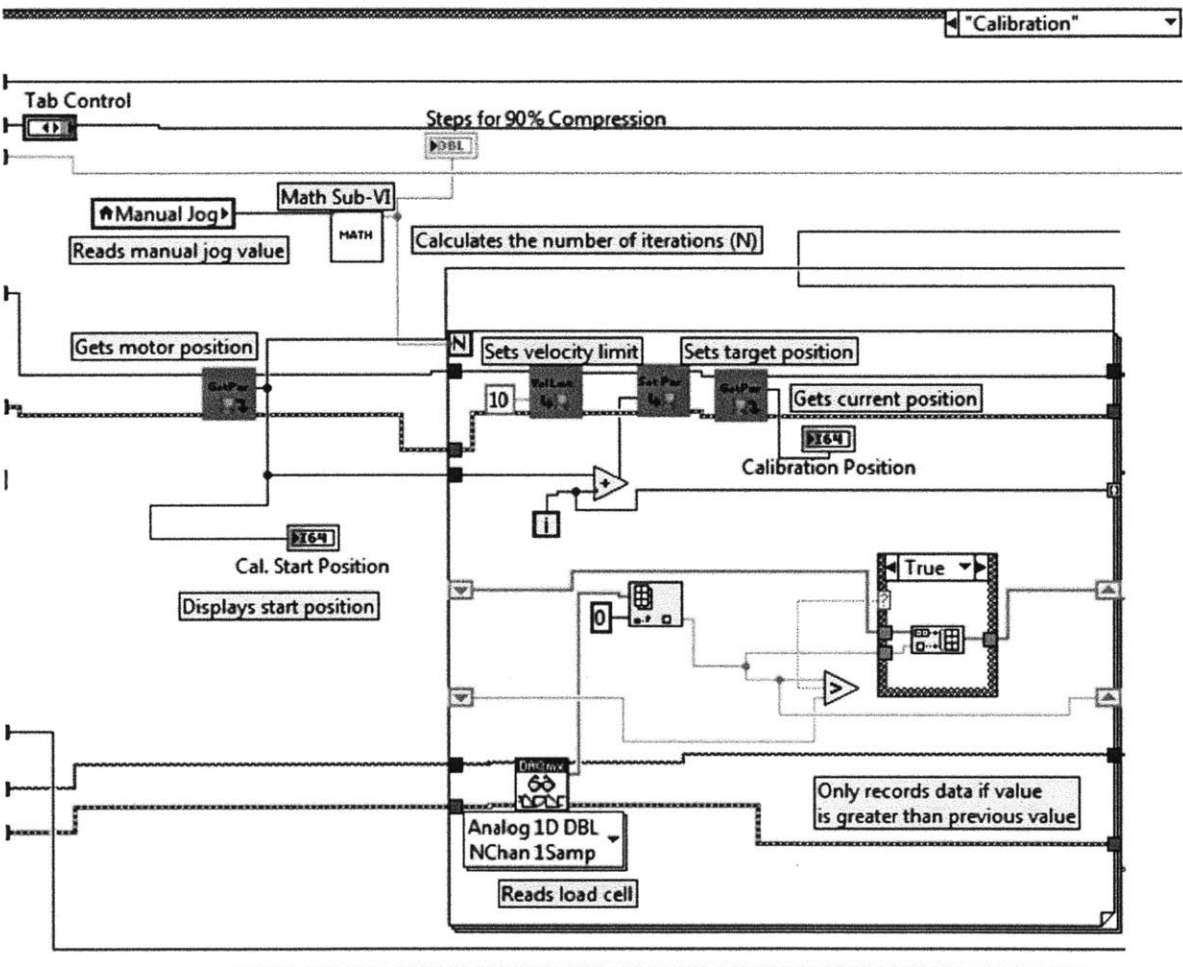 "Calibration"
Tab Control
Steps for 90% Compression
DBL
Math Sub-VI
Manual Jog
MATH
Reads manual jog value
Calculates the number of iterations (N)
Gets motor position
N
Sets velocity limit
Sets target position
GetPar
VelLmt
Set Par
GetPar
10
Gets current position
I64
Calibration Position
+
i
I64
Cal. Start Position
True
?
Displays start position
0
>
DAQmx
Only records data if value
is greater than previous value
Analog 1D DBL
NChan 1Samp
Reads load cell